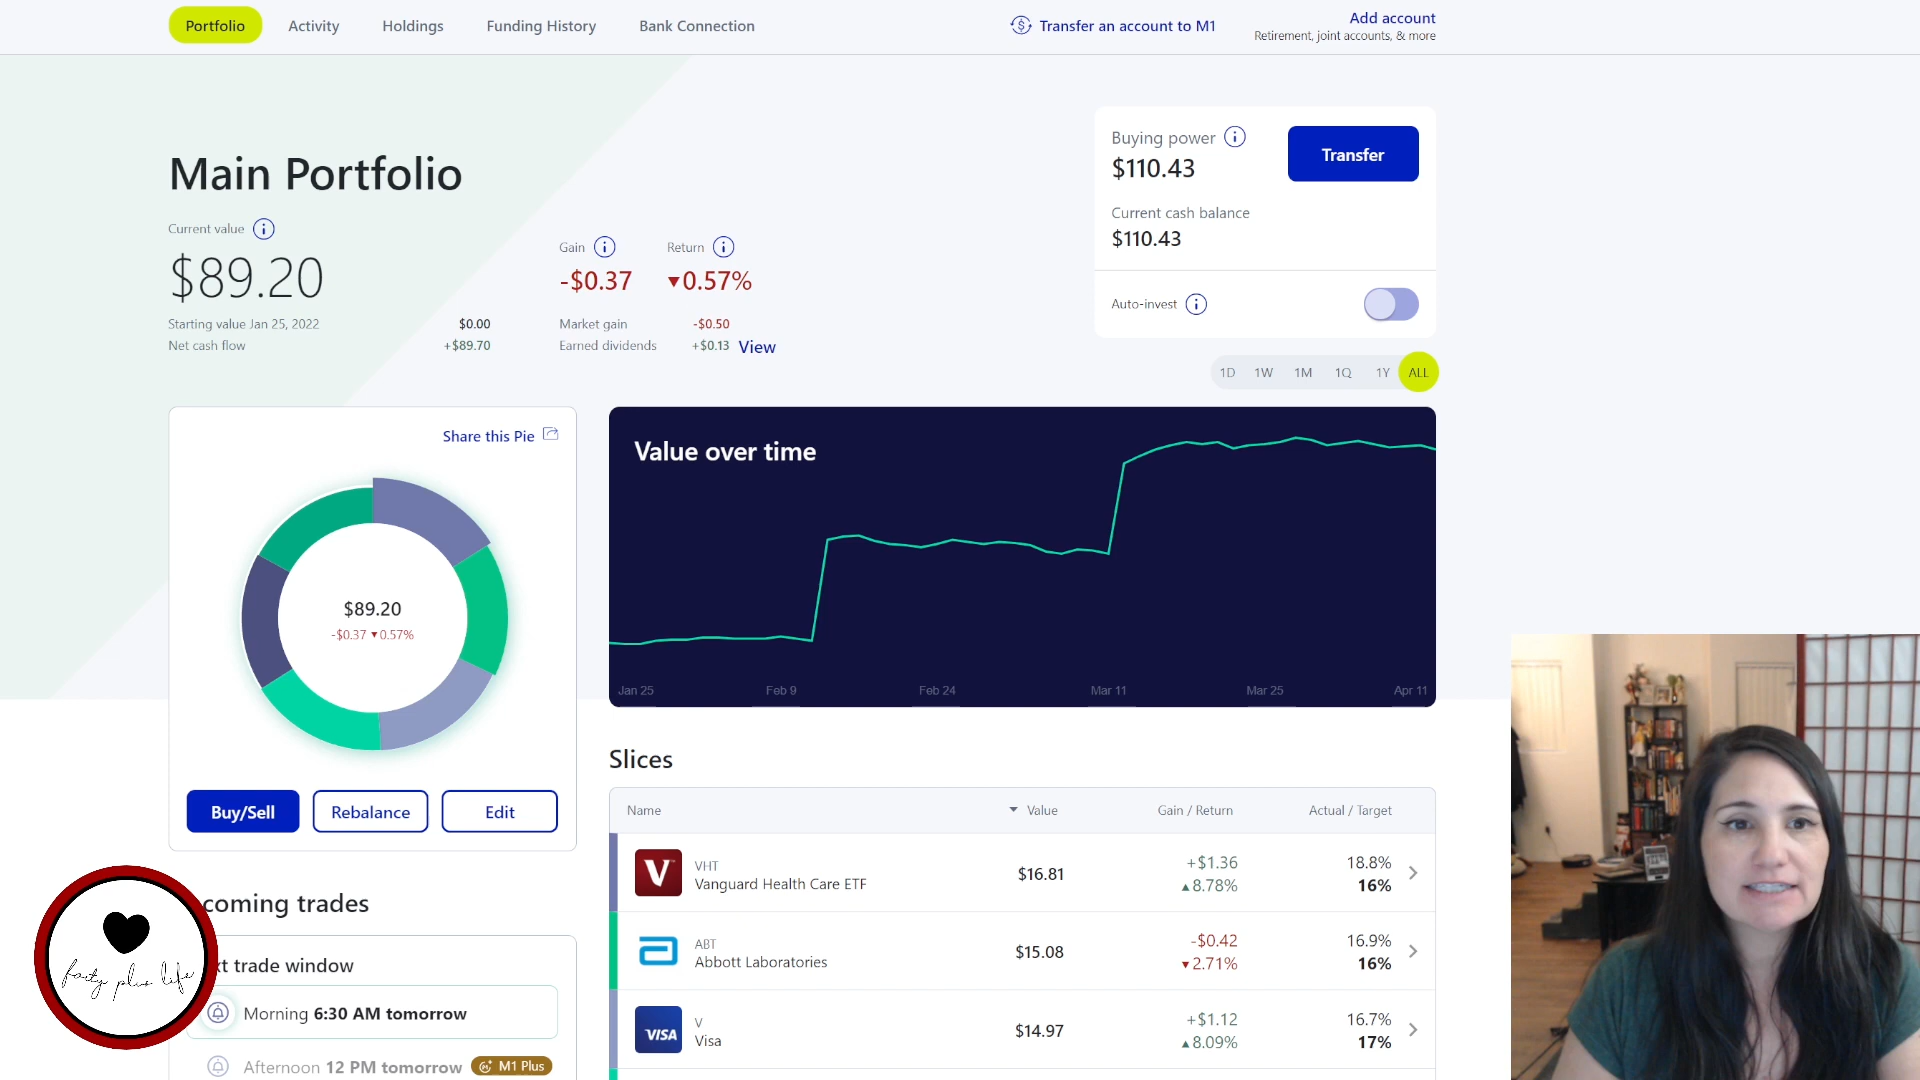 Portfolio
Activity
Holdings
Funding History
Bank Connection
Transfer an account to M1
Add account
Retirement, joint accounts, & more
Main Portfolio
Current value
$89.20
Starting value Jan 25, 2022 $0.00
Net cash flow +$89.70
Gain
-$0.37
Return
▼0.57%
Market gain -$0.50
Earned dividends +$0.13 View
Buying power
$110.43
Transfer
Current cash balance
$110.43
Auto-invest
1D 1W 1M 1Q 1Y ALL
Share this Pie
$89.20
-$0.37 ▼0.57%
Buy/Sell
Rebalance
Edit
Value over time
Jan 25 Feb 9 Feb 24 Mar 11 Mar 25 Apr 11
Slices
Name Value Gain / Return Actual / Target
V
VHT
Vanguard Health Care ETF
$16.81
+$1.36
▲8.78%
18.8%
16%
ABT
Abbott Laboratories
$15.08
-$0.42
▼2.71%
16.9%
16%
VISA
V
Visa
$14.97
+$1.12
▲8.09%
16.7%
17%
coming trades
xt trade window
Morning 6:30 AM tomorrow
Afternoon 12 PM tomorrow
M1 Plus
forty plus life